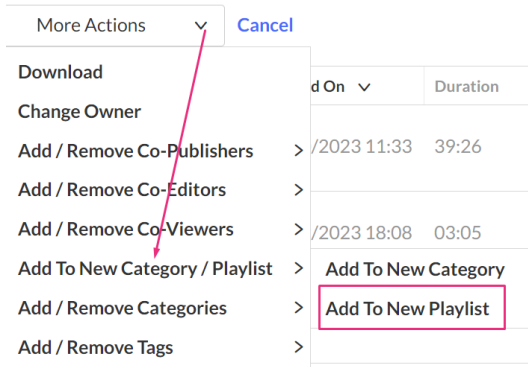 More Actions Cancel
Download
d On Duration
Change Owner
Add / Remove Co-Publishers /2023 11:33 39:26
Add / Remove Co-Editors
Add / Remove Co-Viewers /2023 18:08 03:05
Add To New Category / Playlist Add To New Category
Add / Remove Categories Add To New Playlist
Add / Remove Tags